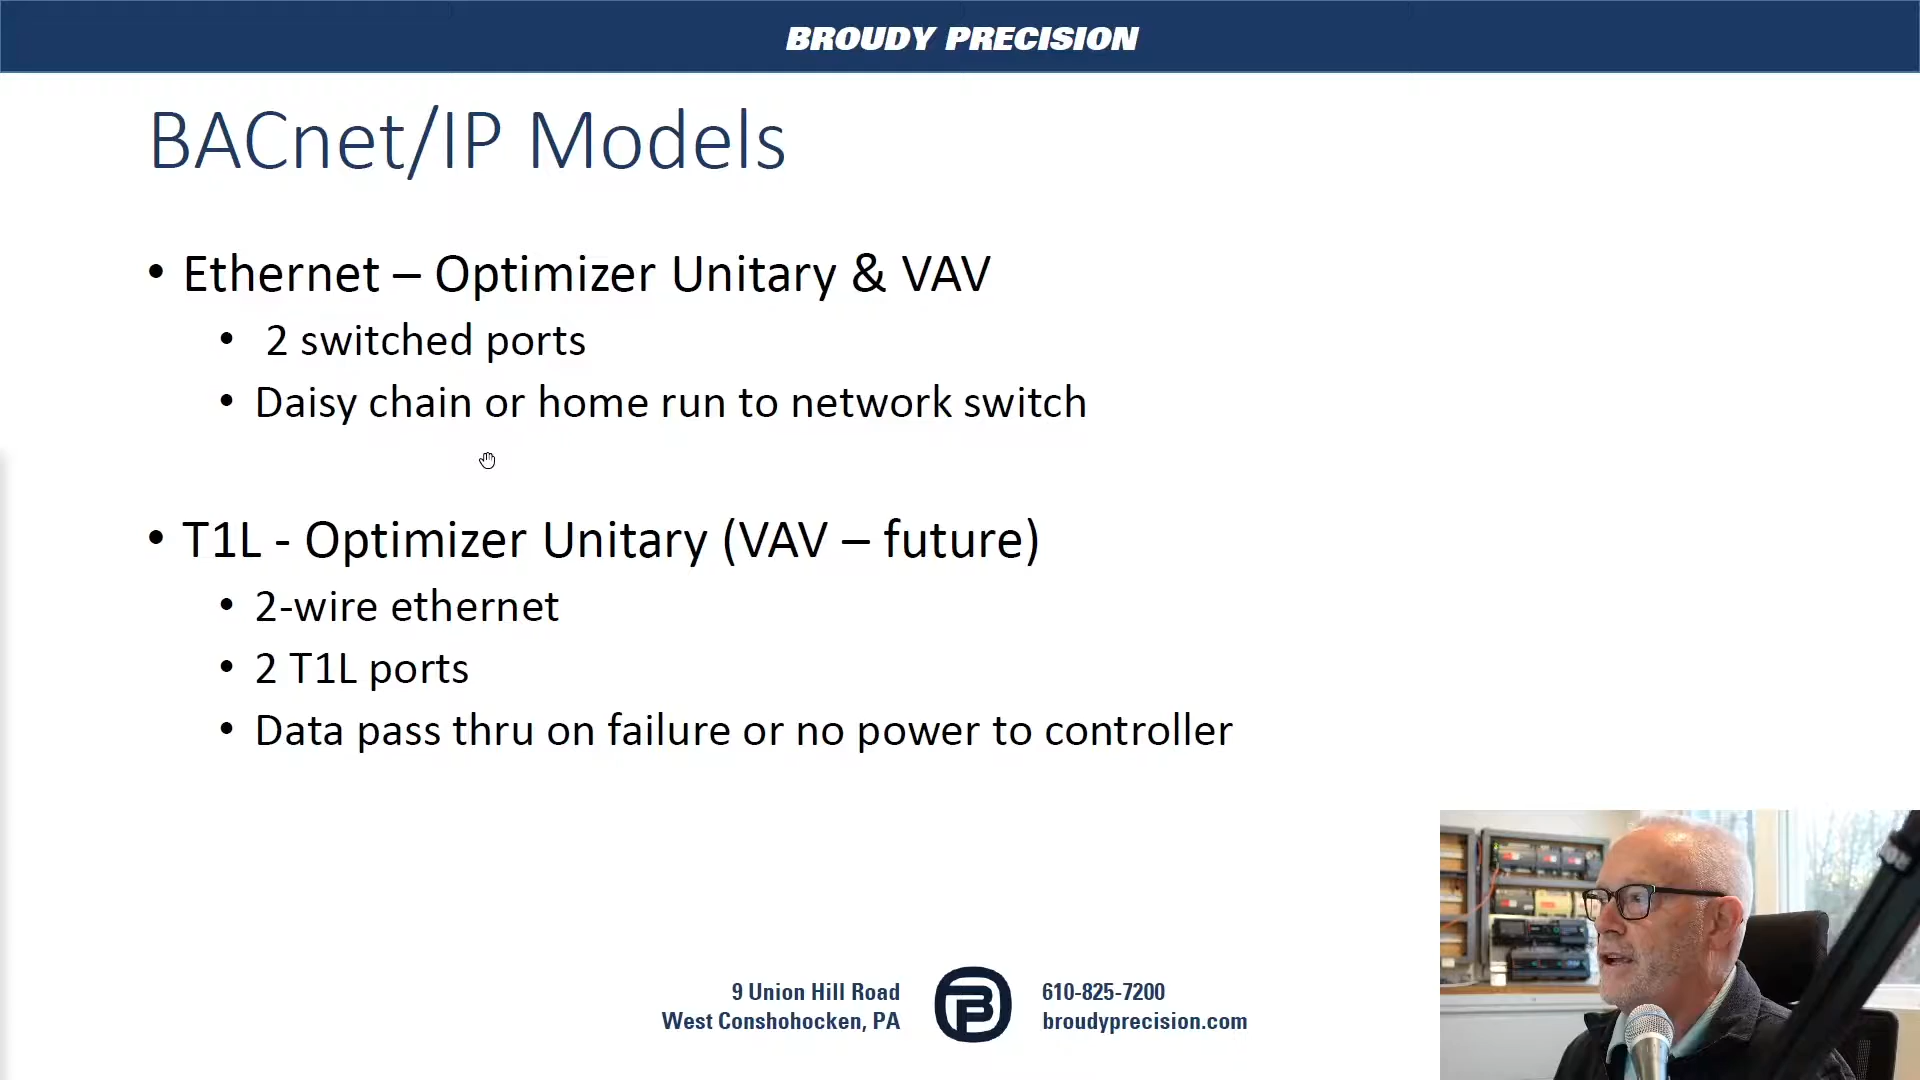 BROUDY PRECISION
BACnet/IP Models
• Ethernet – Optimizer Unitary & VAV
• 2 switched ports
• Daisy chain or home run to network switch
• T1L - Optimizer Unitary (VAV – future)
• 2-wire ethernet
• 2 T1L ports
• Data pass thru on failure or no power to controller
9 Union Hill Road
West Conshohocken, PA
610-825-7200
broudyprecision.com